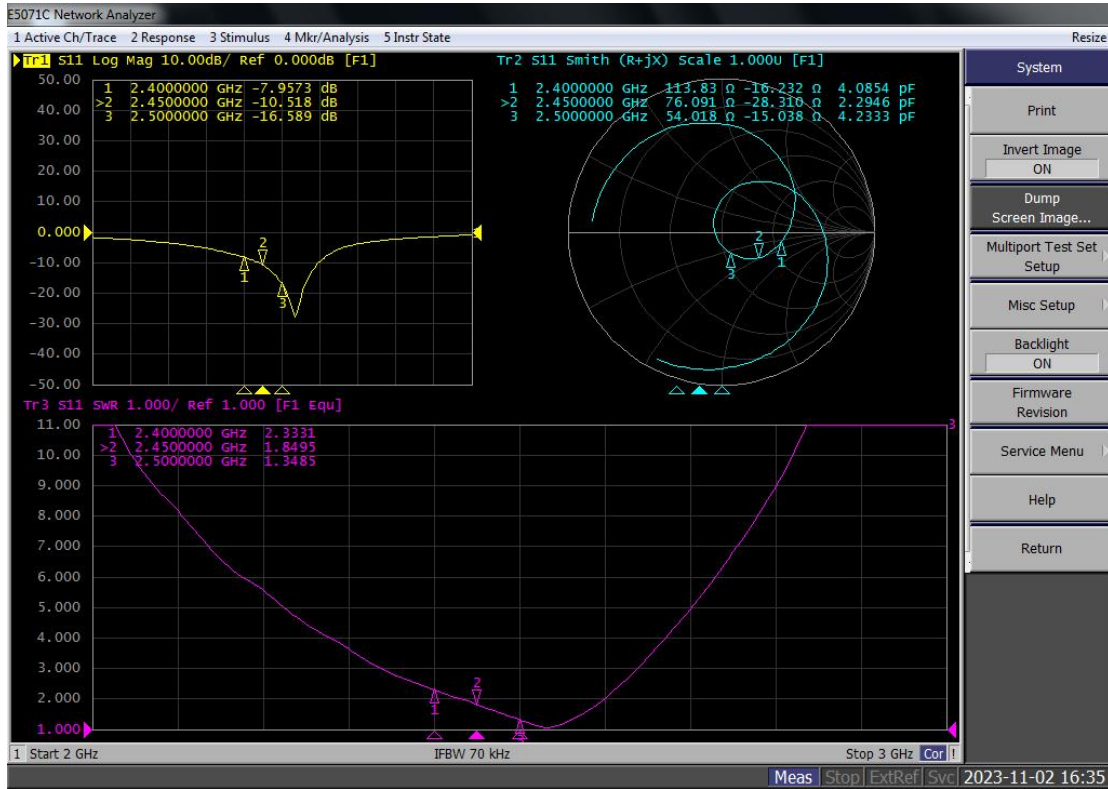 E5071C Network Analyzer
1 Active Ch/Trace 2 Response 3 Stimulus 4 Mkr/Analysis 5 Instr State
Resize
Tr1 S11 Log Mag 10.00dB/ Ref 0.000dB [F1]
50.00
40.00
30.00
20.00
10.00
0.000
-10.00
-20.00
-30.00
-40.00
-50.00
1 2.4000000 GHz -7.9573 dB
>2 2.4500000 GHz -10.518 dB
3 2.5000000 GHz -16.589 dB
2
1
3
Tr2 S11 Smith (R+jX) Scale 1.000U [F1]
1 2.4000000 GHz 113.83 Ω -16.232 Ω 4.0854 pF
>2 2.4500000 GHz 76.091 Ω -28.310 Ω 2.2946 pF
3 2.5000000 GHz 54.018 Ω -15.038 Ω 4.2333 pF
2
1
3
Tr3 S11 SWR 1.000/ Ref 1.000 [F1 Equ]
11.00
10.00
9.000
8.000
7.000
6.000
5.000
4.000
3.000
2.000
1.000
1 2.4000000 GHz 2.3331
>2 2.4500000 GHz 1.8495
3 2.5000000 GHz 1.3485
3
2
1
3
1 Start 2 GHz
IFBW 70 kHz
Stop 3 GHz Cor !
System
Print
Invert Image
ON
Dump
Screen Image...
Multiport Test Set
Setup
Misc Setup
Backlight
ON
Firmware
Revision
Service Menu
Help
Return
Meas Stop ExtRef Svc 2023-11-02 16:35